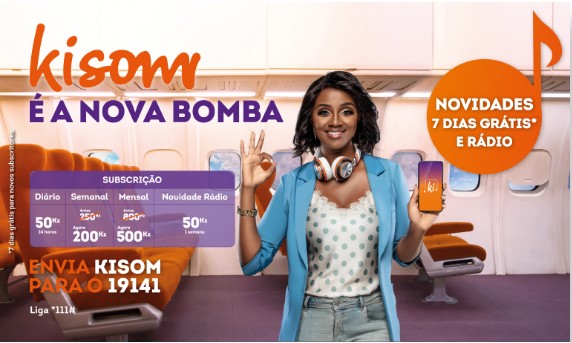 kisom
É A NOVA BOMBA
NOVIDADES
7 DIAS GRÁTIS*
E RÁDIO
SUBSCRIÇÃO
Diário Semanal Mensal Novidade Rádio
Antes Antes
250Kz 800Kz
50Kz Agora Agora 50Kz
24 horas 200Kz 500Kz 1 semana
*7 dias grátis para novos subscritores
ENVIA KISOM
PARA O 19141
Liga *111#
ki